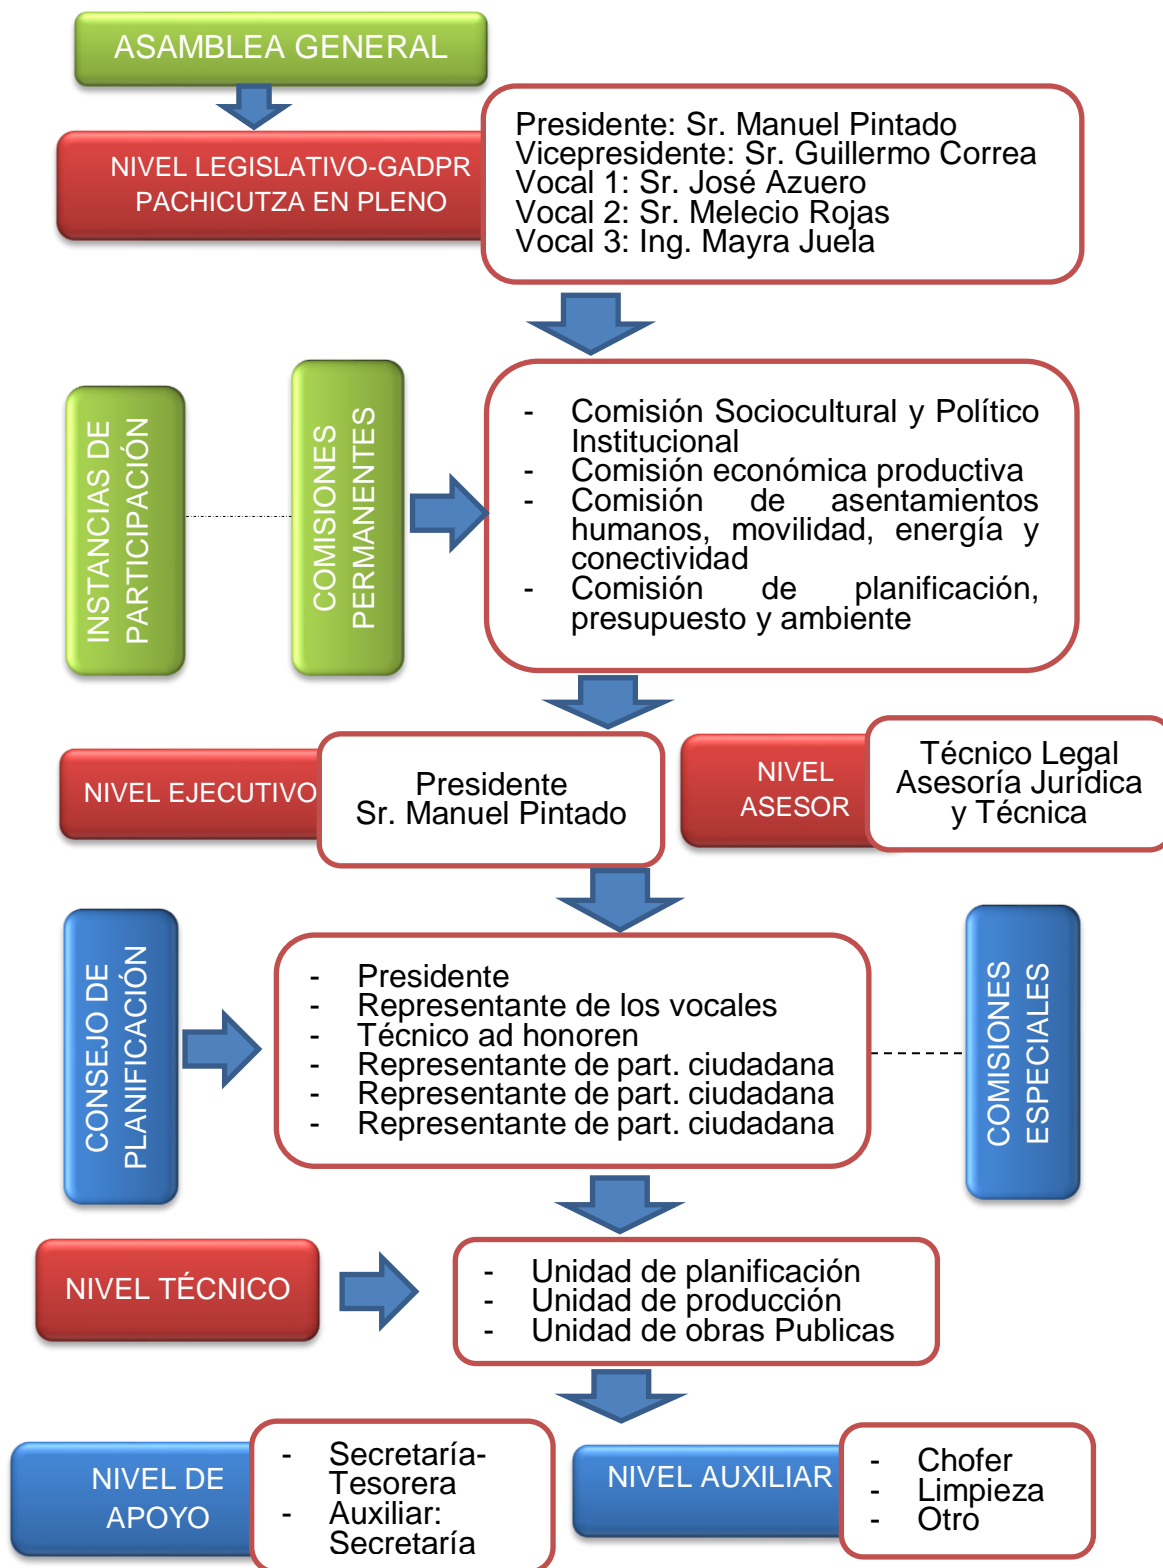 ASAMBLEA GENERAL
NIVEL LEGISLATIVO-GADPR
PACHICUTZA EN PLENO
Presidente: Sr. Manuel Pintado
Vicepresidente: Sr. Guillermo Correa
Vocal 1: Sr. José Azuero
Vocal 2: Sr. Melecio Rojas
Vocal 3: Ing. Mayra Juela
INSTANCIAS DE
PARTICIPACIÓN
COMISIONES
PERMANENTES
- Comisión Sociocultural y Político
Institucional
- Comisión económica productiva
- Comisión de asentamientos
humanos, movilidad, energía y
conectividad
- Comisión de planificación,
presupuesto y ambiente
NIVEL EJECUTIVO
Presidente
Sr. Manuel Pintado
NIVEL
ASESOR
Técnico Legal
Asesoría Jurídica
y Técnica
CONSEJO DE
PLANIFICACIÓN
- Presidente
- Representante de los vocales
- Técnico ad honoren
- Representante de part. ciudadana
- Representante de part. ciudadana
- Representante de part. ciudadana
COMISIONES
ESPECIALES
NIVEL TÉCNICO
- Unidad de planificación
- Unidad de producción
- Unidad de obras Publicas
NIVEL DE
APOYO
- Secretaría-
Tesorera
- Auxiliar:
Secretaría
NIVEL AUXILIAR
- Chofer
- Limpieza
- Otro